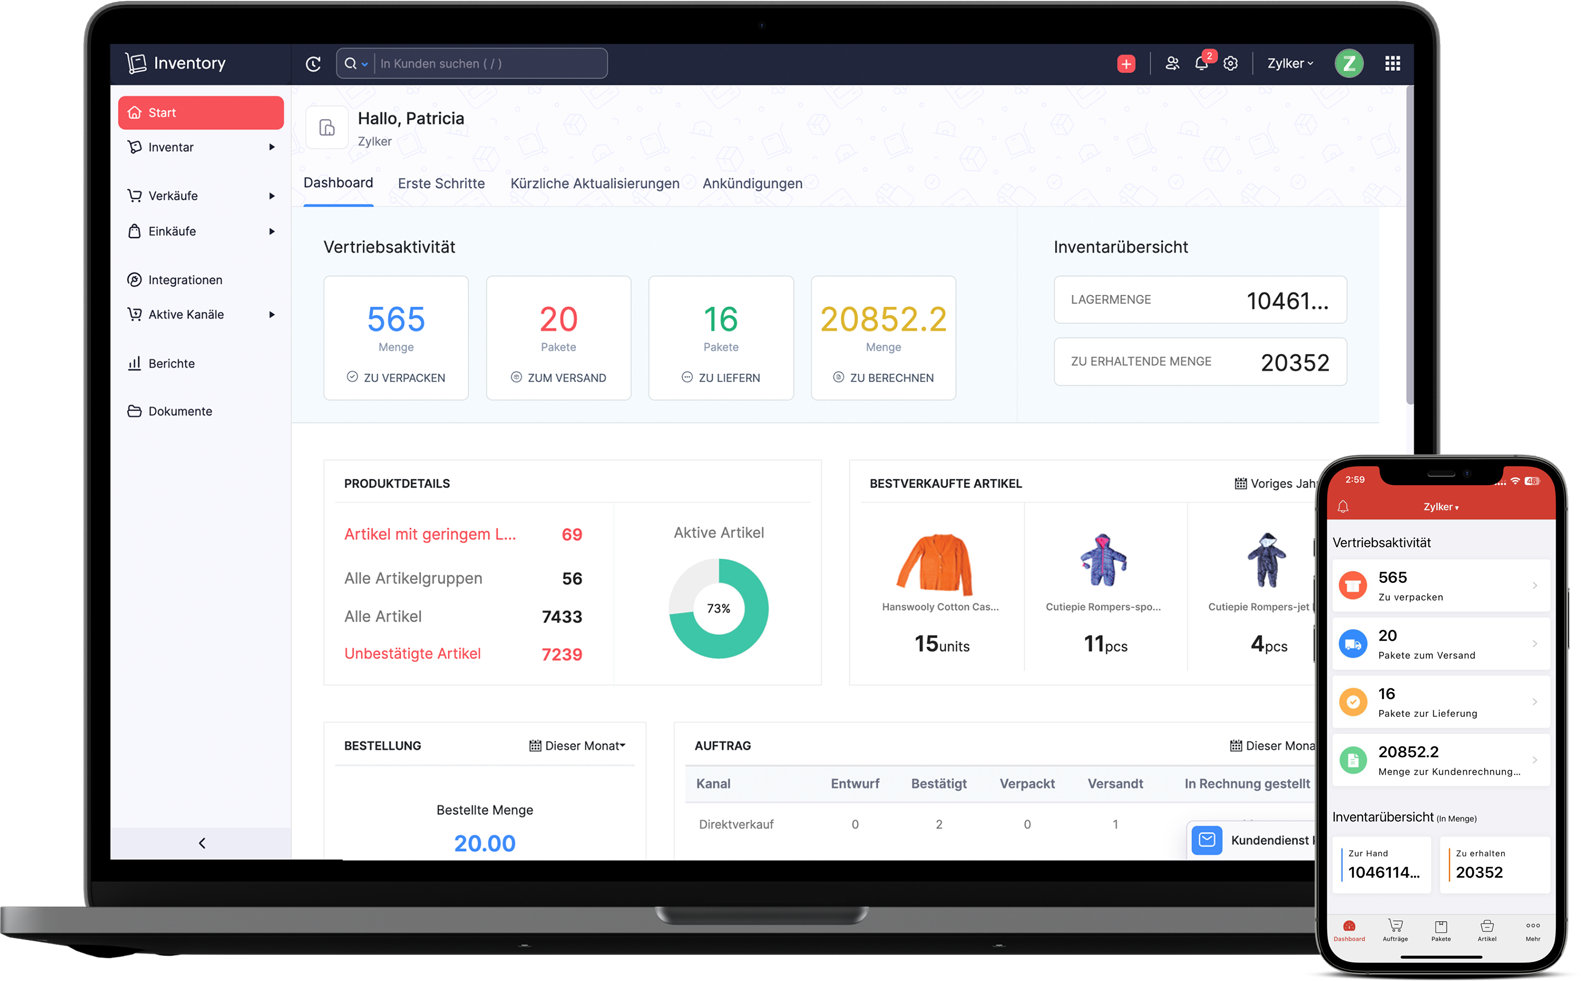 Inventory
In Kunden suchen ( / )
2
Zylker
Z
Start
Inventar
Verkäufe
Einkäufe
Integrationen
Aktive Kanäle
Berichte
Dokumente
Hallo, Patricia
Zylker
Dashboard Erste Schritte Kürzliche Aktualisierungen Ankündigungen
Vertriebsaktivität
565
Menge
ZU VERPACKEN
20
Pakete
ZUM VERSAND
16
Pakete
ZU LIEFERN
20852.2
Menge
ZU BERECHNEN
Inventarübersicht
LAGERMENGE 10461...
ZU ERHALTENDE MENGE 20352
PRODUKTDETAILS
Artikel mit geringem L... 69
Alle Artikelgruppen 56
Alle Artikel 7433
Unbestätigte Artikel 7239
Aktive Artikel
73%
BESTVERKAUFTE ARTIKEL
Voriges Jahr
Hanswooly Cotton Cas...
15units
Cutiepie Rompers-spo...
11pcs
Cutiepie Rompers-jet
4pcs
BESTELLUNG Dieser Monat
Bestellte Menge
20.00
AUFTRAG Dieser Mona
Kanal Entwurf Bestätigt Verpackt Versandt In Rechnung gestellt
Direktverkauf 0 2 0 1
Kundendienst
2:59
48
Zylker
Vertriebsaktivität
565
Zu verpacken
20
Pakete zum Versand
16
Pakete zur Lieferung
20852.2
Menge zur Kundenrechnung...
Inventarübersicht (In Menge)
Zur Hand
1046114...
Zu erhalten
20352
Dashboard Aufträge Pakete Artikel Mehr